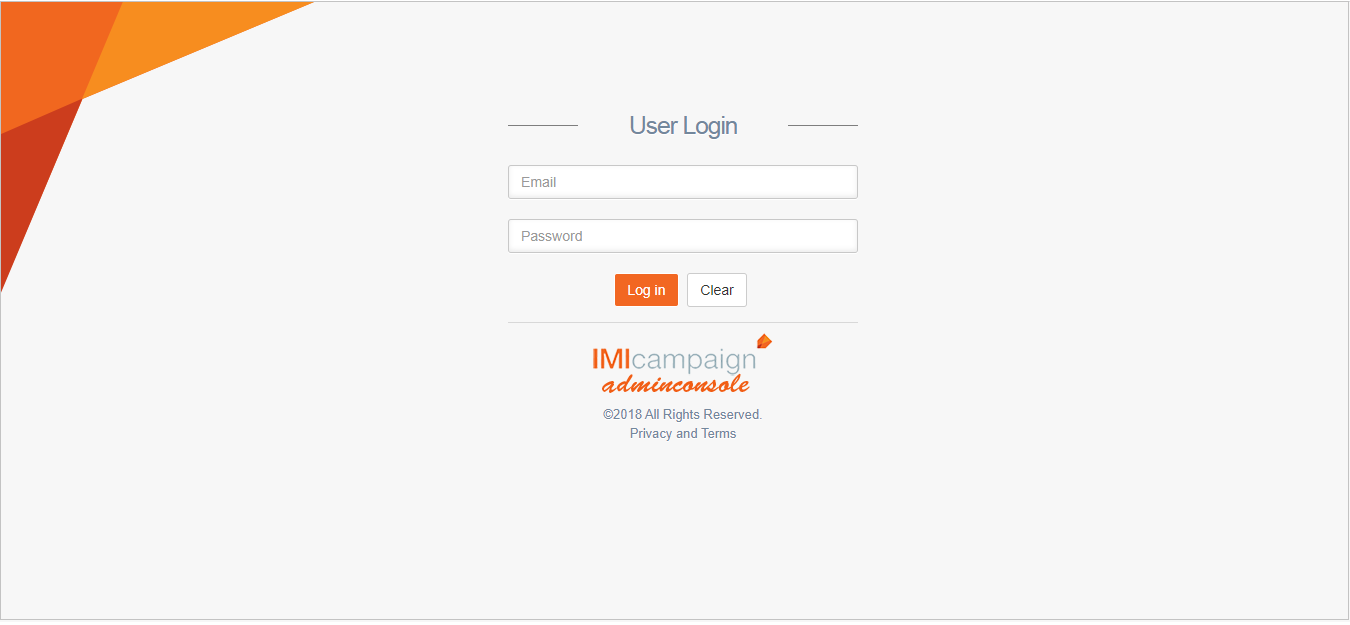 User Login
Email
Password
Log in Clear
IMIcampaign
adminconsole
©2018 All Rights Reserved.
Privacy and Terms